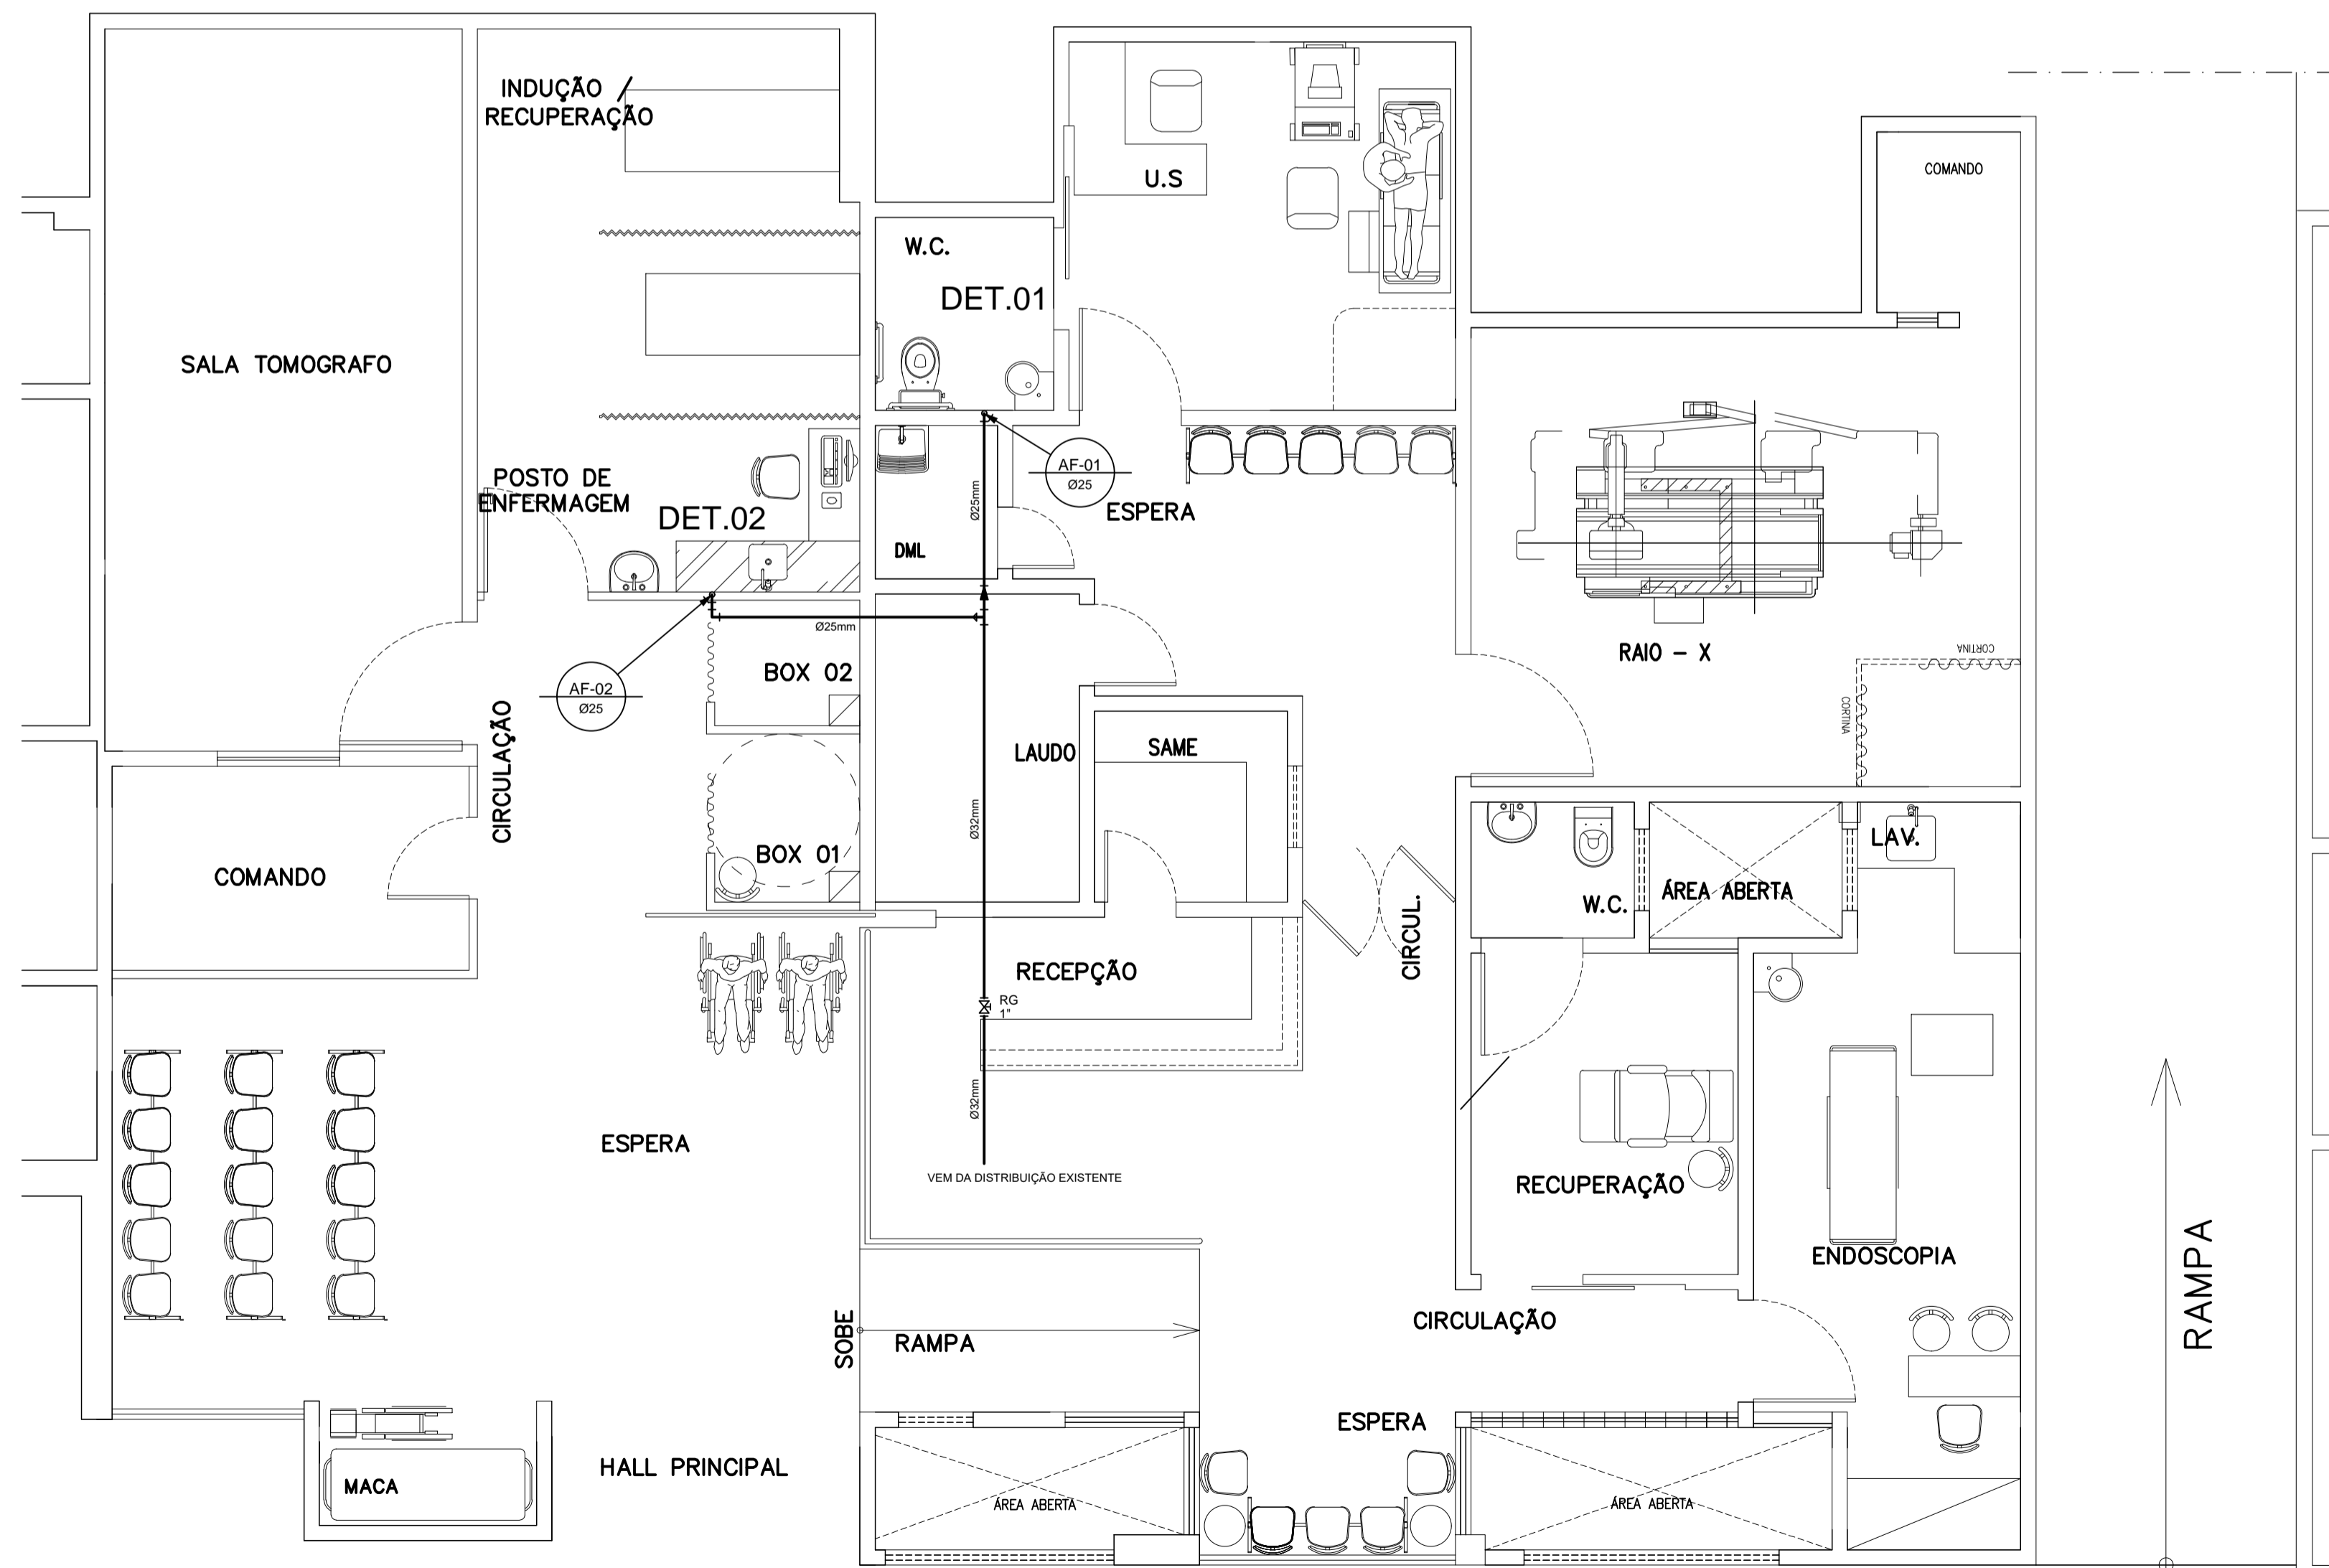 INDUÇÃO
RECUPERAÇÃO
U.S
COMANDO
W.C.
DET.01
SALA TOMOGRAFO
POSTO DE
ENFERMAGEM
DET.02
AF-01
Ø25
Ø25mm
ESPERA
DML
Ø25mm
RAIO - X
CORTINA
CORTINA
BOX 02
AF-02
Ø25
CIRCULAÇÃO
LAUDO
SAME
Ø32mm
BOX 01
COMANDO
LAV.
W.C.
ÁREA ABERTA
CIRCUL.
RECEPÇÃO
RG
1"
Ø32mm
ESPERA
VEM DA DISTRIBUIÇÃO EXISTENTE
RECUPERAÇÃO
ENDOSCOPIA
RAMPA
SOBE
RAMPA
CIRCULAÇÃO
ESPERA
HALL PRINCIPAL
MACA
ÁREA ABERTA
ÁREA ABERTA